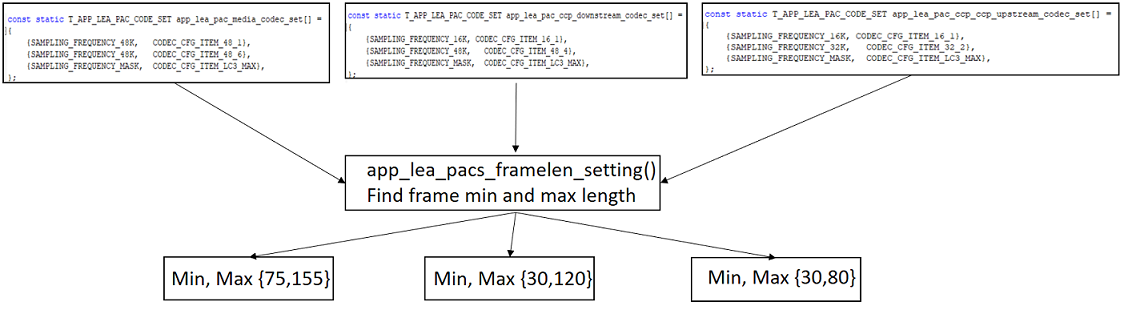 const static T_APP_LEA_PAC_CODE_SET app_lea_pac_media_codec_set[] =
{
{SAMPLING_FREQUENCY_48K, CODEC_CFG_ITEM_48_1},
{SAMPLING_FREQUENCY_48K, CODEC_CFG_ITEM_48_6},
{SAMPLING_FREQUENCY_MASK, CODEC_CFG_ITEM_LC3_MAX},
};
const static T_APP_LEA_PAC_CODE_SET app_lea_pac_ccp_downstream_codec_set[] =
{
{SAMPLING_FREQUENCY_16K, CODEC_CFG_ITEM_16_1},
{SAMPLING_FREQUENCY_48K, CODEC_CFG_ITEM_48_4},
{SAMPLING_FREQUENCY_MASK, CODEC_CFG_ITEM_LC3_MAX},
};
const static T_APP_LEA_PAC_CODE_SET app_lea_pac_ccp_ccp_upstream_codec_set[] =
{
{SAMPLING_FREQUENCY_16K, CODEC_CFG_ITEM_16_1},
{SAMPLING_FREQUENCY_32K, CODEC_CFG_ITEM_32_2},
{SAMPLING_FREQUENCY_MASK, CODEC_CFG_ITEM_LC3_MAX},
};
app_lea_pacs_framelen_setting()
Find frame min and max length
Min, Max {75,155}
Min, Max {30,120}
Min, Max {30,80}